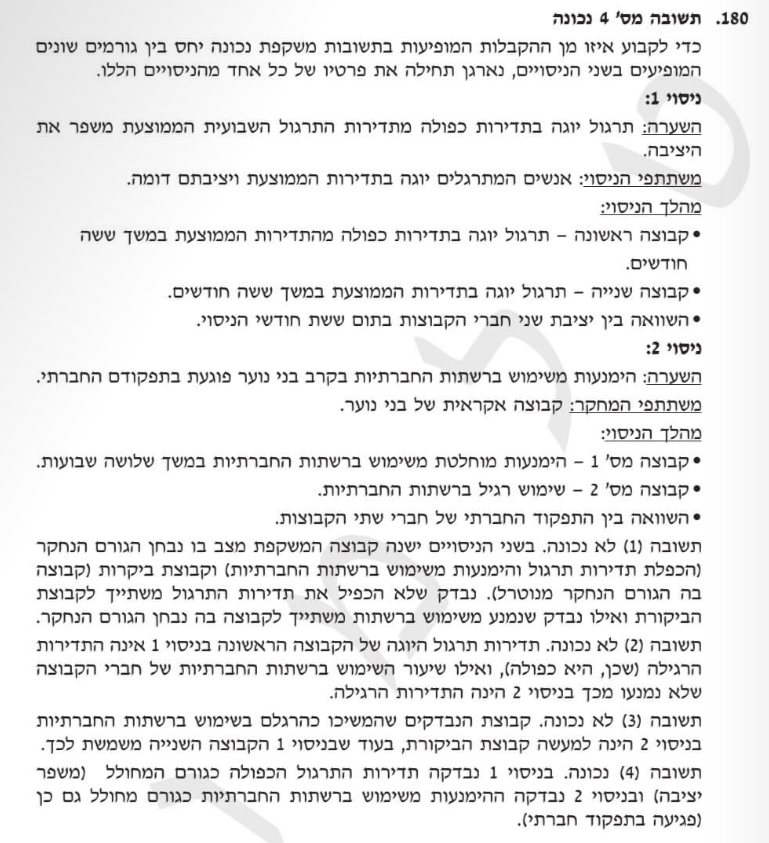 180. תשובה מס' 4 נכונה
כדי לקבוע איזו מן ההקבלות המופיעות בתשובות משקפת נכונה יחס בין גורמים שונים
המופיעים בשני הניסויים, נארגן תחילה את פרטיו של כל אחד מהניסויים הללו.
ניסוי 1:
השערה: תרגול יוגה בתדירות כפולה מתדירות התרגול השבועית הממוצעת משפר את
היציבה.
משתתפי הניסוי: אנשים המתרגלים יוגה בתדירות הממוצעת ויציבתם דומה.
מהלך הניסוי:
• קבוצה ראשונה – תרגול יוגה בתדירות כפולה מהתדירות הממוצעת במשך ששה
חודשים.
• קבוצה שנייה – תרגול יוגה בתדירות הממוצעת במשך ששה חודשים.
• השוואה בין יציבת שני חברי הקבוצות בתום ששת חודשי הניסוי.
ניסוי 2:
השערה: הימנעות משימוש ברשתות החברתיות בקרב בני נוער פוגעת בתפקודם החברתי.
משתתפי המחקר: קבוצה אקראית של בני נוער.
מהלך הניסוי:
• קבוצה מס' 1 – הימנעות מוחלטת משימוש ברשתות החברתיות במשך שלושה שבועות.
• קבוצה מס' 2 – שימוש רגיל ברשתות החברתיות.
• השוואה בין התפקוד החברתי של חברי שתי הקבוצות.
תשובה (1) לא נכונה. בשני הניסויים ישנה קבוצה המשקפת מצב בו נבחן הגורם הנחקר
(הכפלת תדירות תרגול והימנעות משימוש ברשתות החברתיות) וקבוצת ביקרות (קבוצה
בה הגורם הנחקר מנוטרל). נבדק שלא הכפיל את תדירות התרגול משתייך לקבוצת
הביקורת ואילו נבדק שנמנע משימוש ברשתות משתייך לקבוצה בה נבחן הגורם הנחקר.
תשובה (2) לא נכונה. תדירות תרגול היוגה של הקבוצה הראשונה בניסוי 1 אינה התדירות
הרגילה (שכן, היא כפולה), ואילו שיעור השימוש ברשתות החברתיות של חברי הקבוצה
שלא נמנעו מכך בניסוי 2 הינה התדירות הרגילה.
תשובה (3) לא נכונה. קבוצת הנבדקים שהמשיכו כהרגלם בשימוש ברשתות החברתיות
בניסוי 2 הינה למעשה קבוצת הביקורת, בעוד שבניסוי 1 הקבוצה השנייה משמשת לכך.
תשובה (4) נכונה. בניסוי 1 נבדקה תדירות התרגול הכפולה כגורם המחולל (משפר
יציבה) ובניסוי 2 נבדקה ההימנעות משימוש ברשתות החברתיות כגורם מחולל גם כן
(פגיעה בתפקוד חברתי).